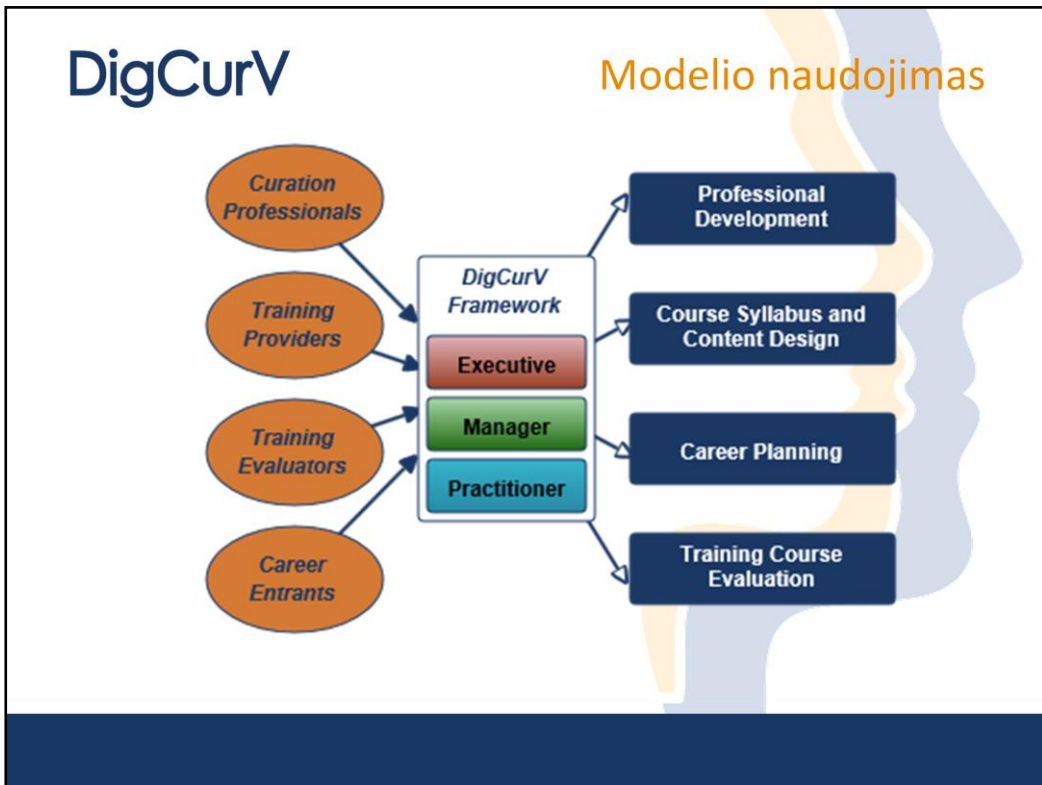 DigCurV
Modelio naudojimas
Curation
Professionals
Training
Providers
Training
Evaluators
Career
Entrants
DigCurV
Framework
Executive
Manager
Practitioner
Professional
Development
Course Syllabus and
Content Design
Career Planning
Training Course
Evaluation